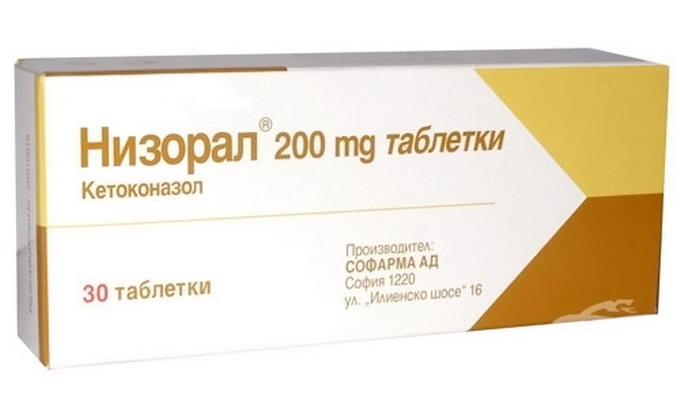 Низорал® 200 mg таблетки
Кетоконазол
Производител:
СОФАРМА АД
София 1220
ул. „Илиенско шосе" 16
30 таблетки